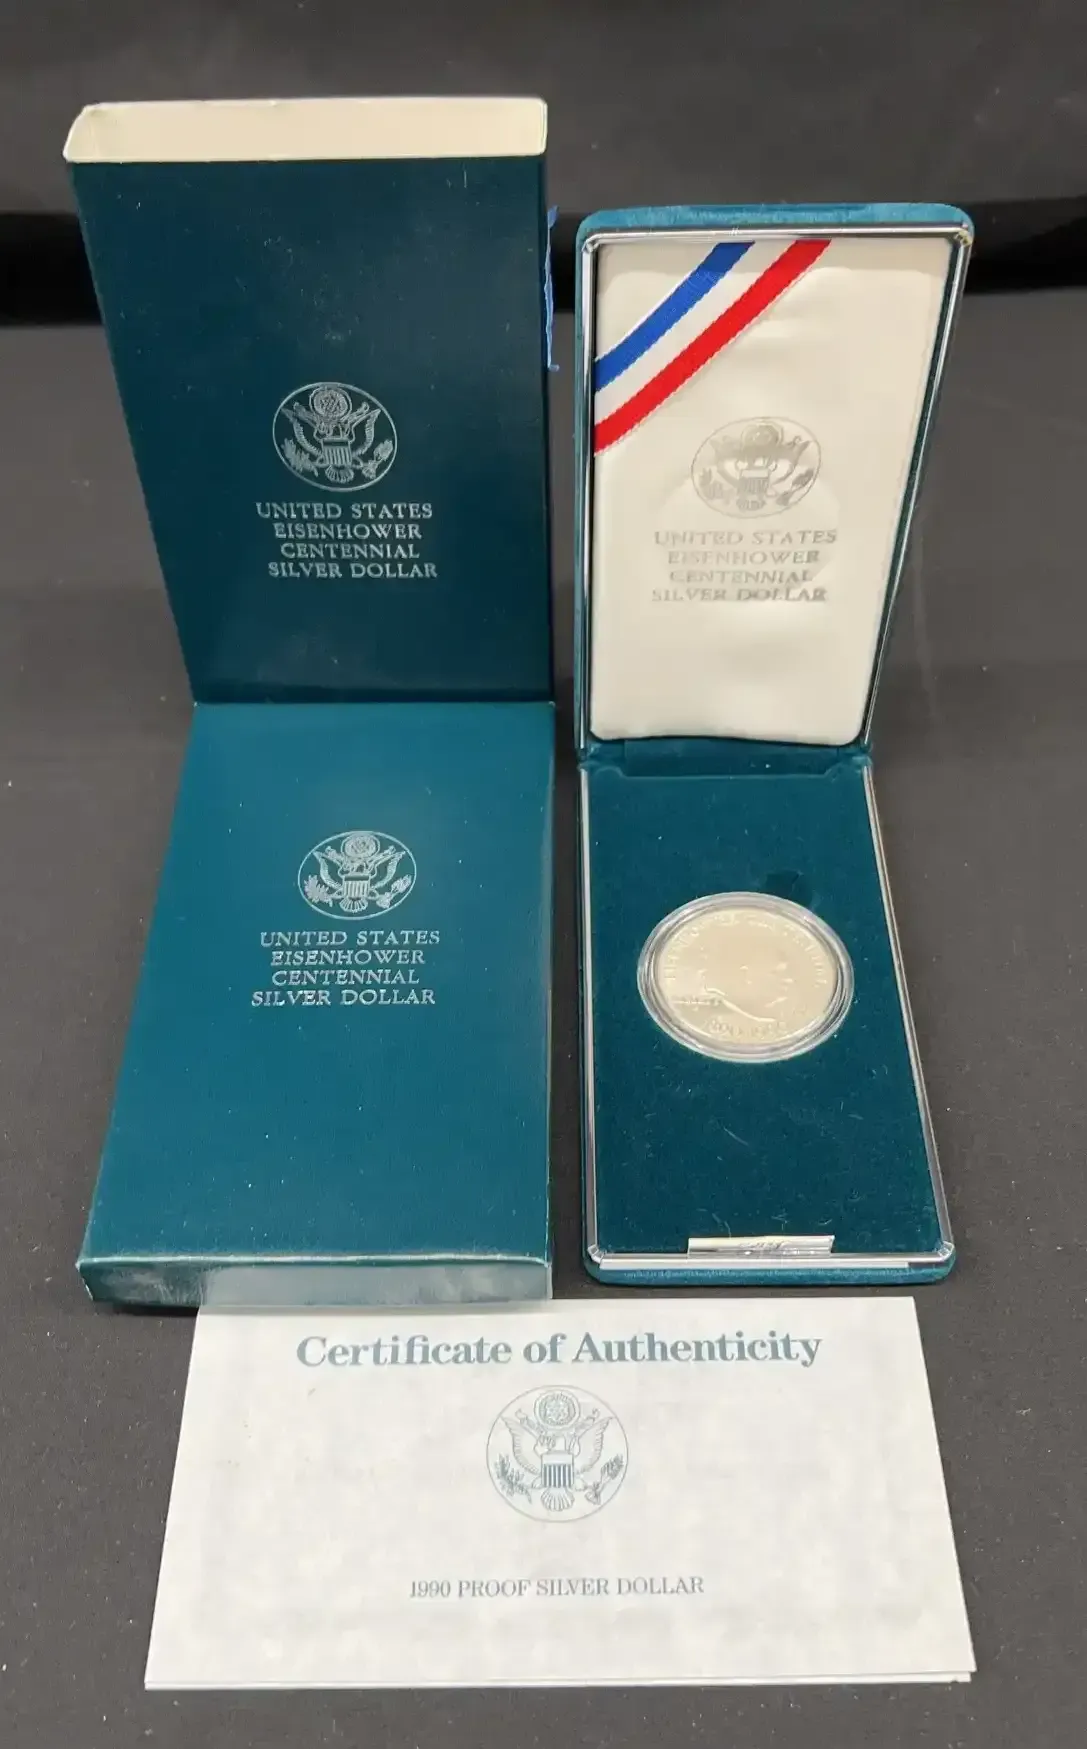 UNITED STATES
EISENHOWER
CENTENNIAL
SILVER DOLLAR
UNITED STATES
EISENHOWER
CENTENNIAL
SILVER DOLLAR
UNITED STATES
EISENHOWER
CENTENNIAL
SILVER DOLLAR
Certificate of Authenticity
1990 PROOF SILVER DOLLAR